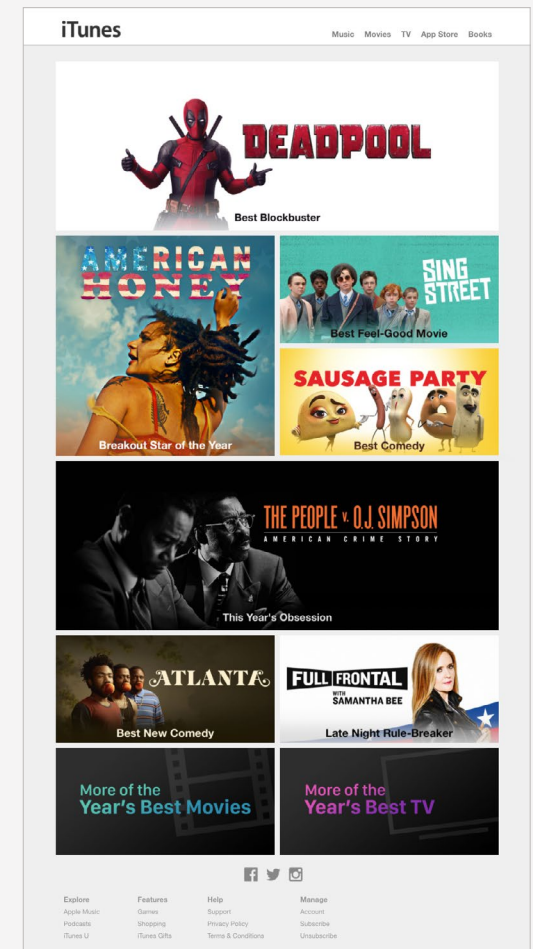 iTunes
Music Movies TV App Store Books
DEADPOOL
Best Blockbuster
AMERICAN
HONEY
Breakout Star of the Year
SING
STREET
Best Feel-Good Movie
SAUSAGE PARTY
Best Comedy
THE PEOPLE V. O.J. SIMPSON
AMERICAN CRIME STORY
This Year's Obsession
ATLANTA
Best New Comedy
FULL FRONTAL
WITH
SAMANTHA BEE
Late Night Rule-Breaker
More of the
Year's Best Movies
More of the
Year's Best TV
Explore Features Help Manage
Apple Music Games Support Account
Podcasts Shopping Privacy Policy Subscribe
iTunes U iTunes Gifts Terms & Conditions Unsubscribe